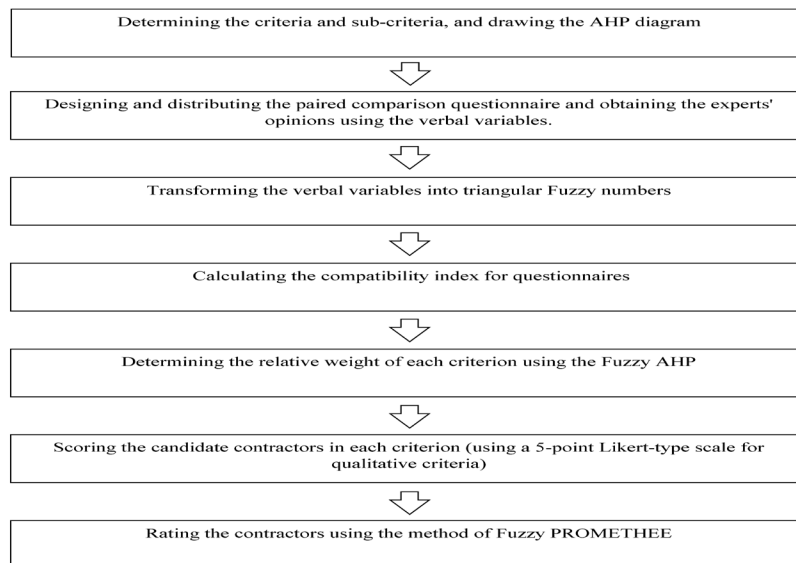 Determining the criteria and sub-criteria, and drawing the AHP diagram
Designing and distributing the paired comparison questionnaire and obtaining the experts'
opinions using the verbal variables.
Transforming the verbal variables into triangular Fuzzy numbers
Calculating the compatibility index for questionnaires
Determining the relative weight of each criterion using the Fuzzy AHP
Scoring the candidate contractors in each criterion (using a 5-point Likert-type scale for
qualitative criteria)
Rating the contractors using the method of Fuzzy PROMETHEE